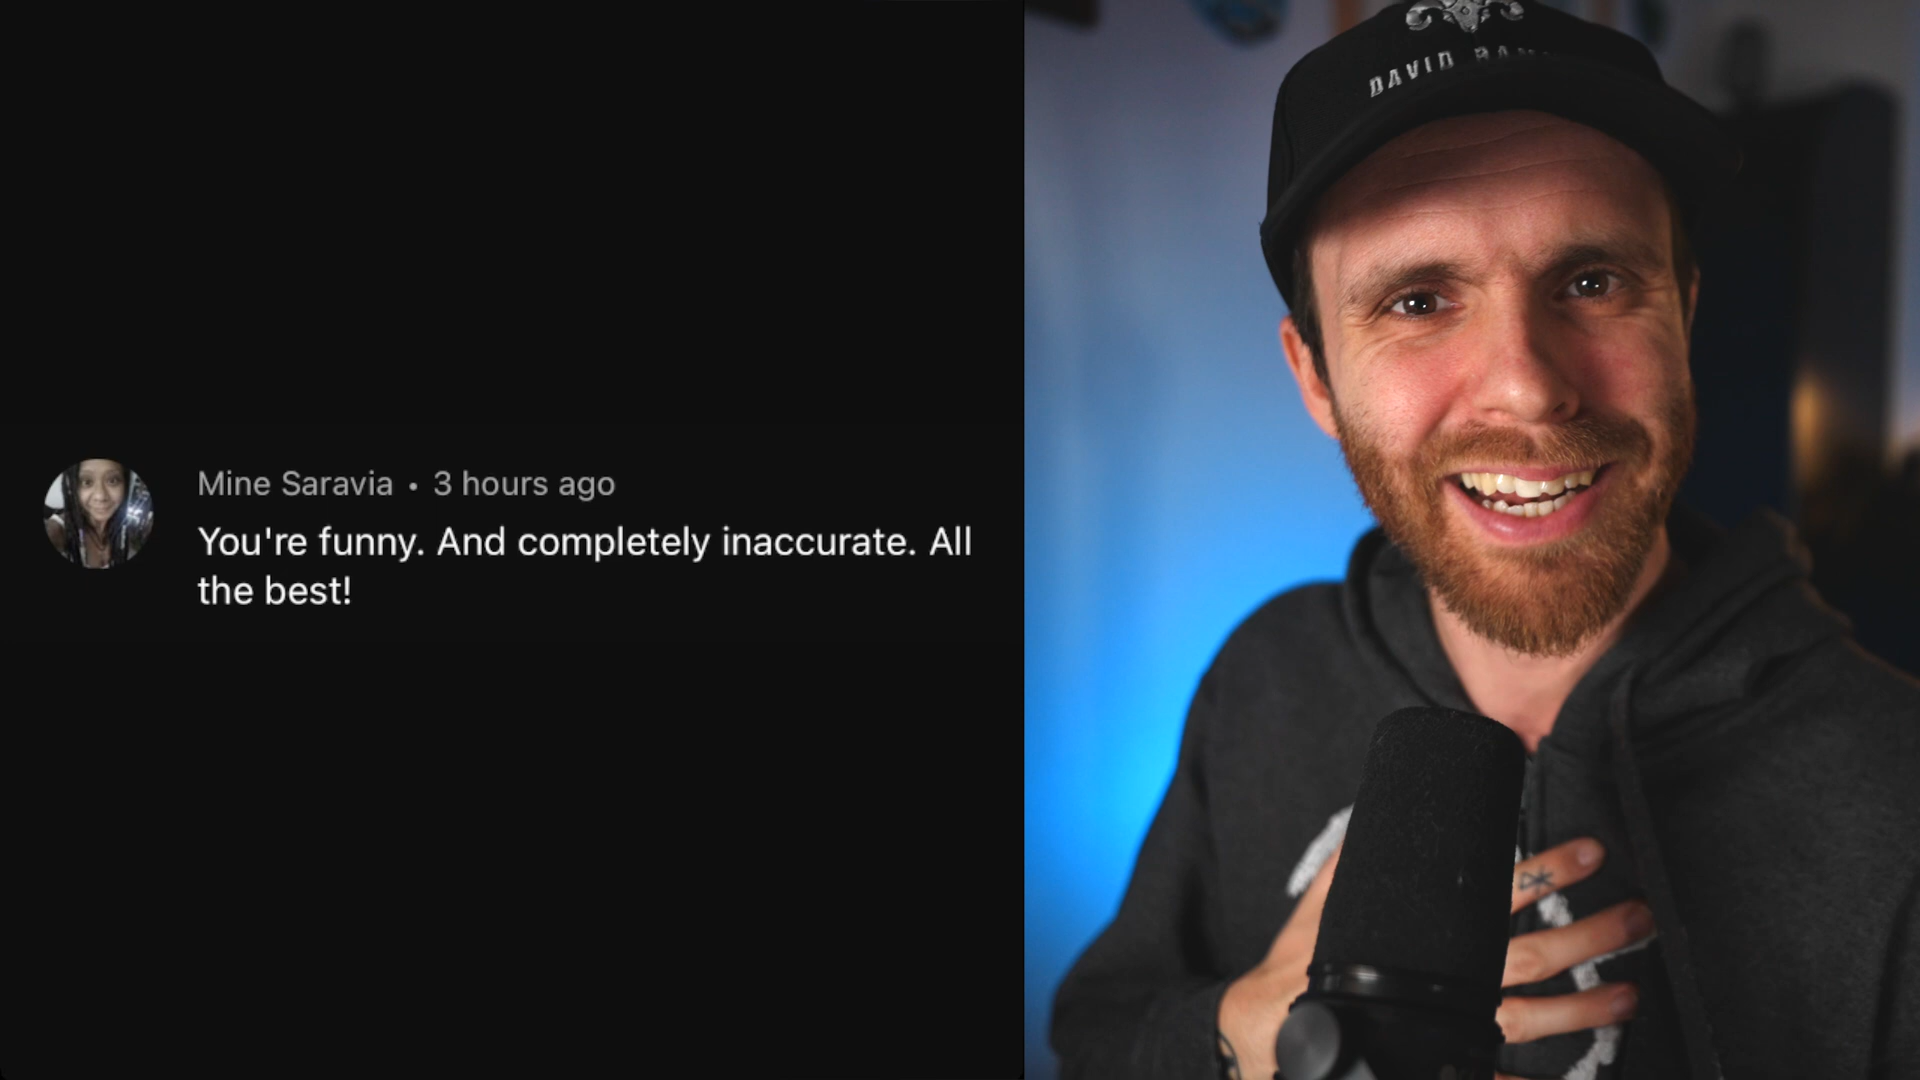 Mine Saravia • 3 hours ago
You're funny. And completely inaccurate. All
the best!
DAVID